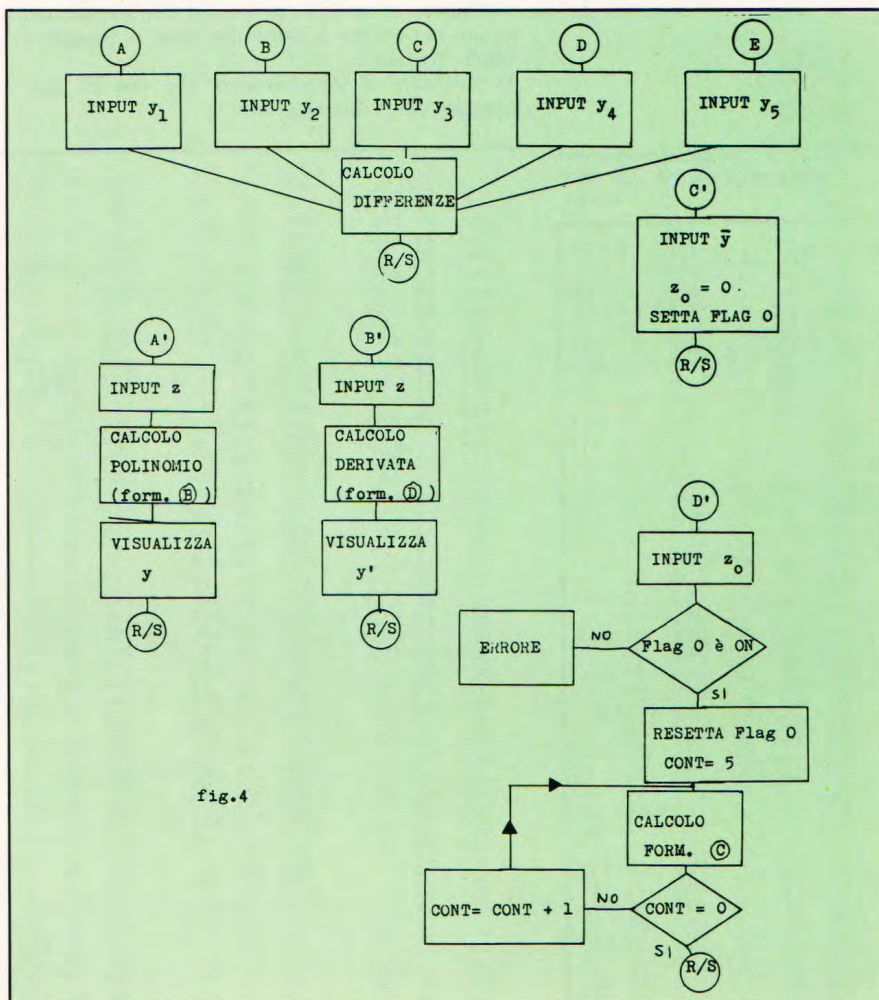 A B C D E
INPUT y1 INPUT y2 INPUT y3 INPUT y4 INPUT y5
CALCOLO
DIFFERENZE
R/S
C'
INPUT ȳ
zo = 0.
SETTA FLAG 0
R/S
A'
INPUT z
CALCOLO
POLINOMIO
(form. Ⓑ)
VISUALIZZA
y
R/S
B'
INPUT z
CALCOLO
DERIVATA
(form. Ⓓ)
VISUALIZZA
y'
R/S
D'
INPUT zo
Flag 0 è ON
NO
ERRORE
SI
RESETTA Flag 0
CONT= 5
CALCOLO
FORM. Ⓒ
CONT = 0
NO
CONT= CONT + 1
SI
R/S
fig.4